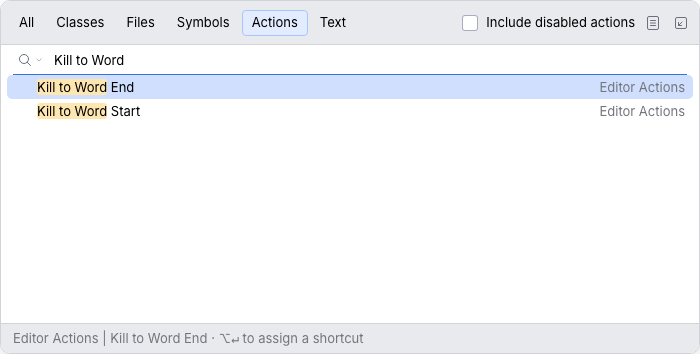 All Classes Files Symbols Actions Text Include disabled actions
Kill to Word
Kill to Word End Editor Actions
Kill to Word Start Editor Actions
Editor Actions | Kill to Word End · ⌥↵ to assign a shortcut